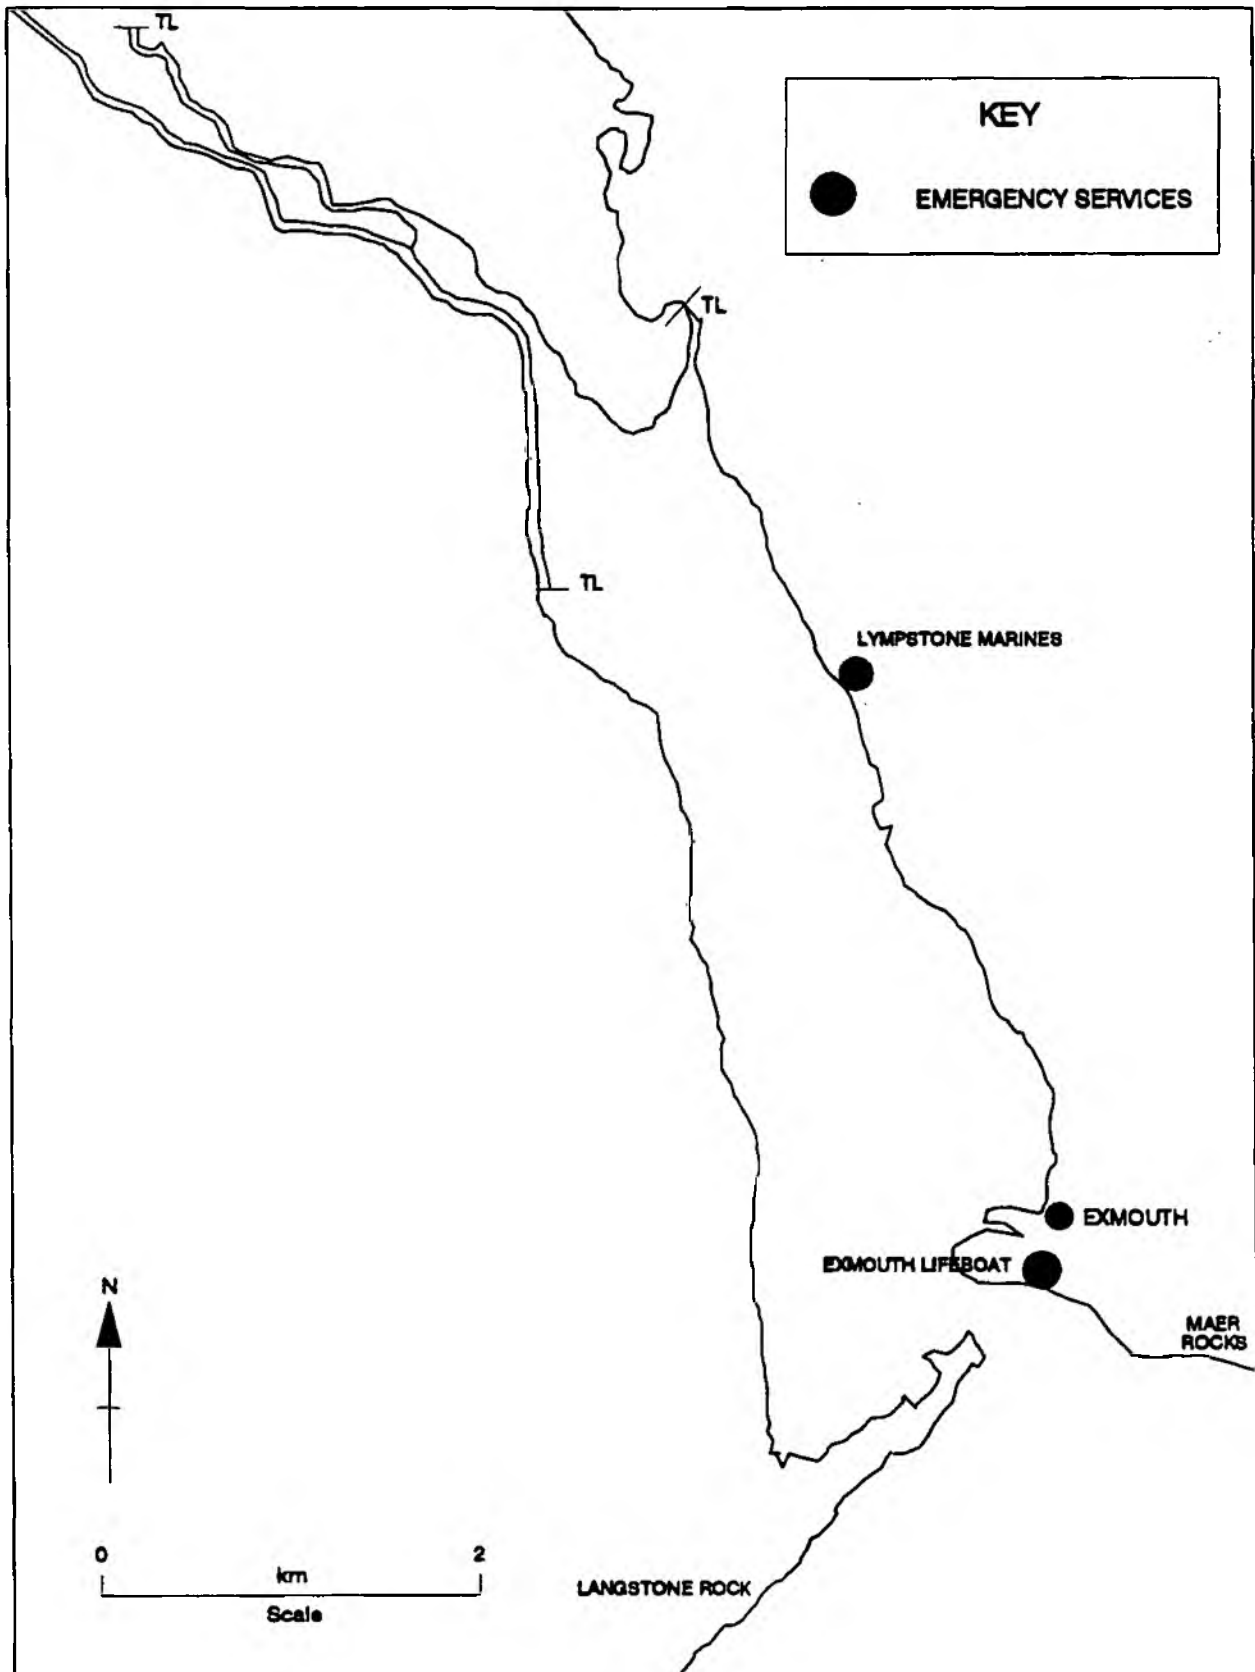 TL
KEY
EMERGENCY SERVICES
TL
TL
LYMPSTONE MARINES
EXMOUTH
EXMOUTH LIFEBOAT
MAER
ROCKS
N
0 2
km
Scale
LANGSTONE ROCK